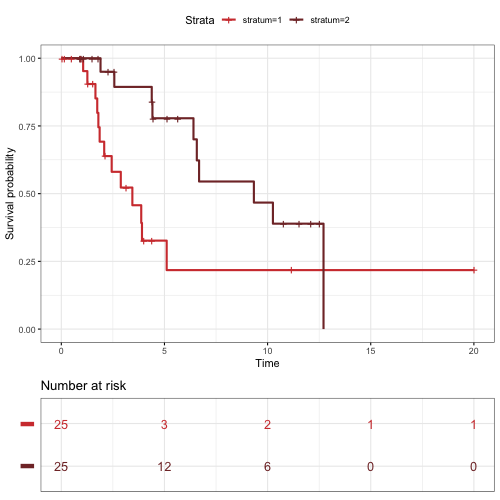 Strata stratum=1 stratum=2
1.00
0.75
0.50
0.25
0.00
Survival probability
0 5 10 15 20
Time
Number at risk
25 3 2 1 1
25 12 6 0 0